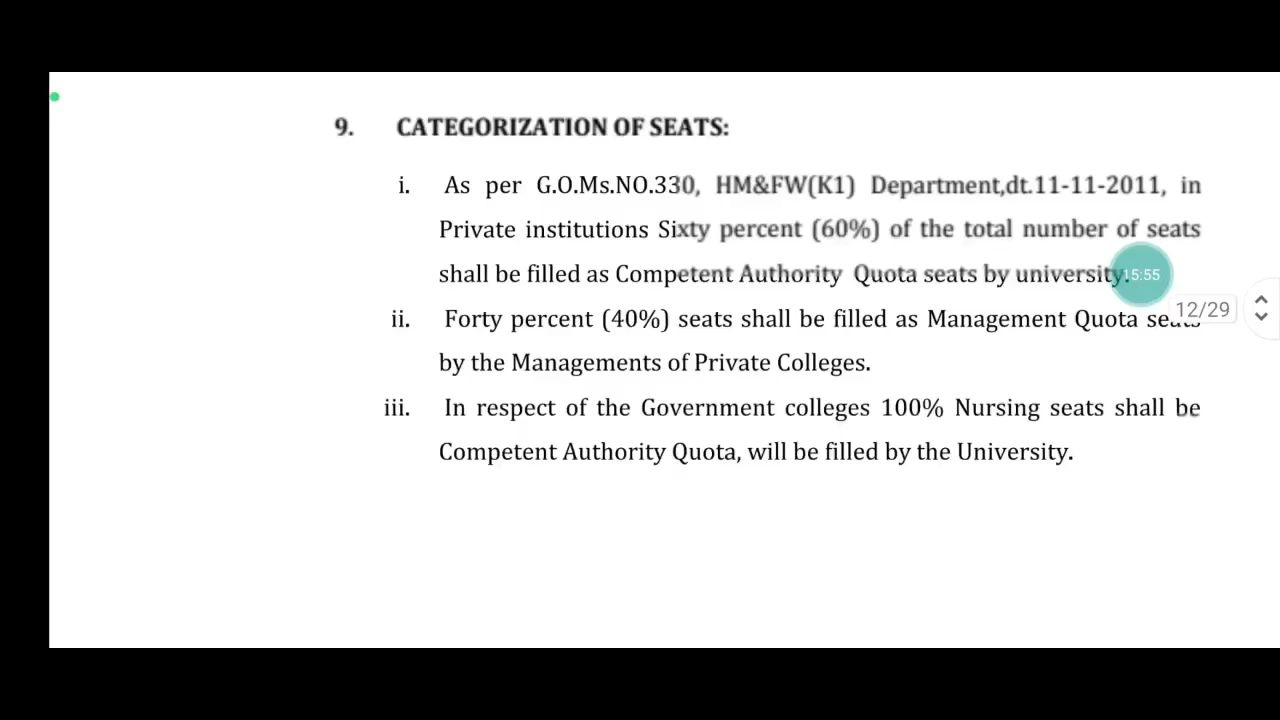 9. CATEGORIZATION OF SEATS:
i. As per G.O.Ms.NO.330, HM&FW(K1) Department,dt.11-11-2011, in
Private institutions Sixty percent (60%) of the total number of seats
shall be filled as Competent Authority Quota seats by university.
15:55
12/29
ii. Forty percent (40%) seats shall be filled as Management Quota seats
by the Managements of Private Colleges.
iii. In respect of the Government colleges 100% Nursing seats shall be
Competent Authority Quota, will be filled by the University.